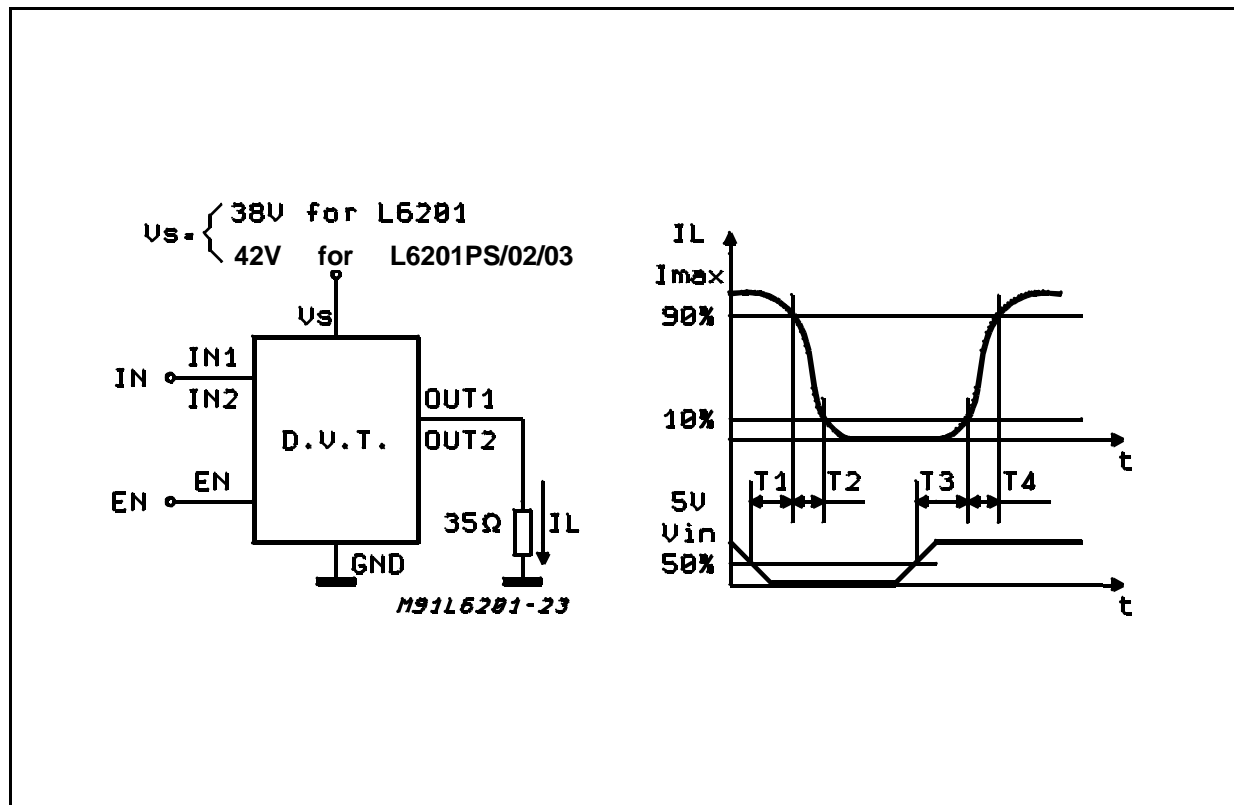 Vs=
38V for L6201
42V for L6201PS/02/03
Vs
IN
IN1
IN2
D.V.T.
OUT1
OUT2
EN
EN
35Ω
IL
GND
M91L6201-23
IL
Imax
90%
10%
t
T1
T2
T3
T4
5V
Vin
50%
t